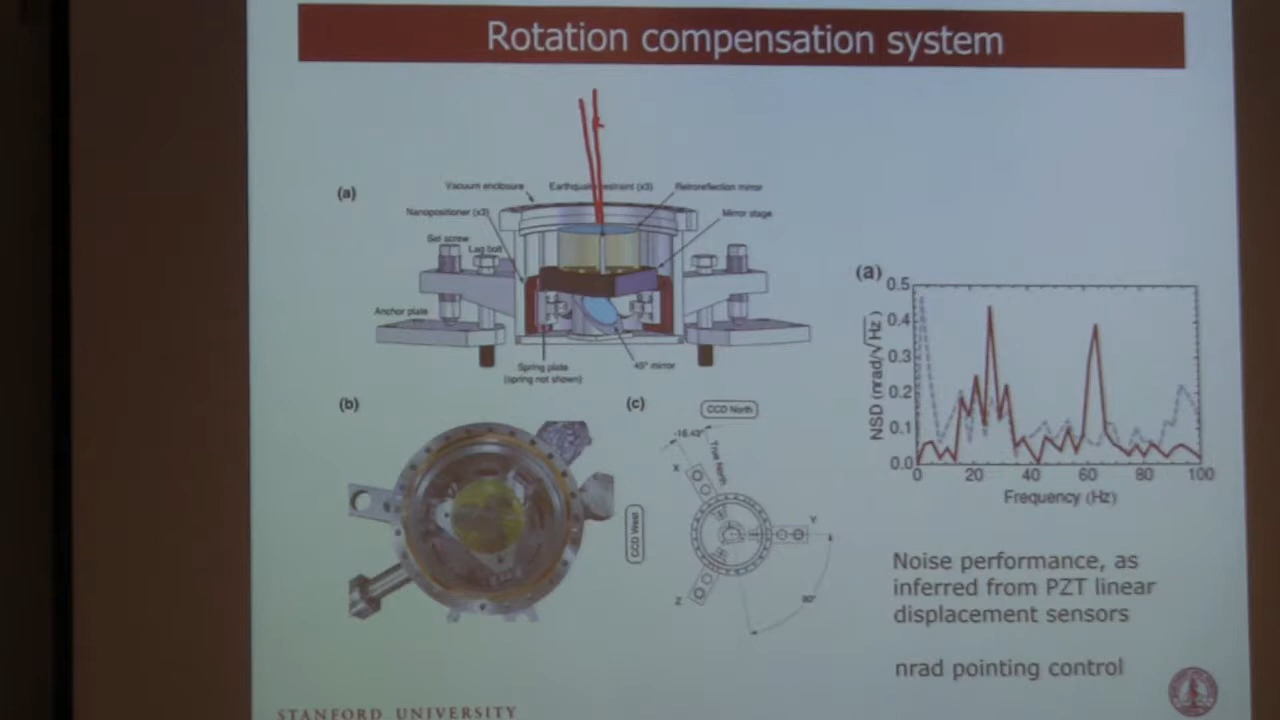 Rotation compensation system
(a)
Vacuum enclosure
Earthquake restraint (x3)
Retroreflection mirror
Nanopositioner (x3)
Mirror stage
Set screw
Lag bolt
Anchor plate
Spring plate
(spring not shown)
45° mirror
(b)
(c)
CCD North
-16.43°
True North
X
Y
Z
90°
CCD West
(a)
NSD (nrad/√Hz)
0.5
0.4
0.3
0.2
0.1
0.0
0 20 40 60 80 100
Frequency (Hz)
Noise performance, as
inferred from PZT linear
displacement sensors
nrad pointing control
STANFORD UNIVERSITY